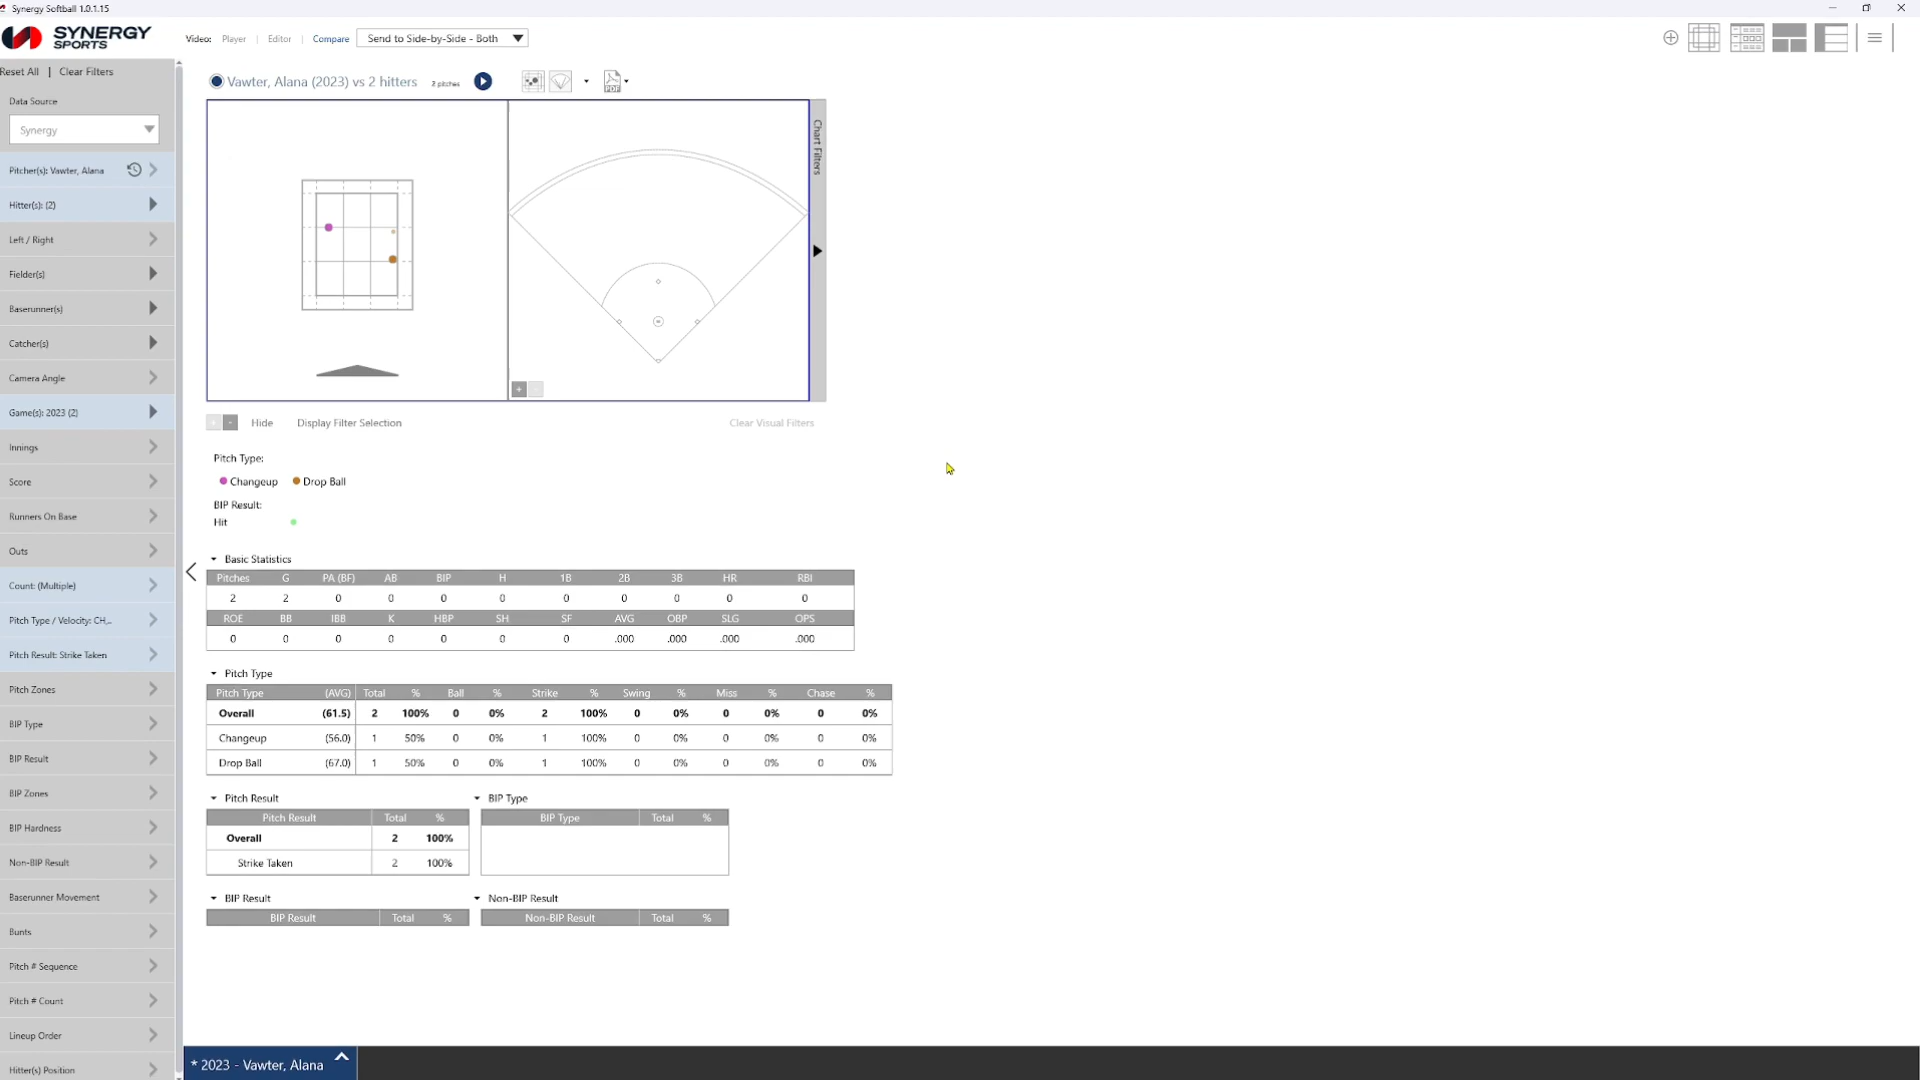 Synergy Softball 1.0.1.15
SYNERGY SPORTS
Video: Player | Editor | Compare Send to Side-by-Side - Both
Reset All | Clear Filters
Data Source
Synergy
Pitcher(s): Vawter, Alana
Hitter(s): (2)
Left / Right
Fielder(s)
Baserunner(s)
Catcher(s)
Camera Angle
Game(s): 2023 (2)
Innings
Score
Runners On Base
Outs
Count: (Multiple)
Pitch Type / Velocity: CH,...
Pitch Result: Strike Taken
Pitch Zones
BIP Type
BIP Result
BIP Zones
BIP Hardness
Non-BIP Result
Baserunner Movement
Bunts
Pitch # Sequence
Pitch # Count
Lineup Order
Hitter(s) Position
Vawter, Alana (2023) vs 2 hitters 2 pitches
PDF
Chart Filters
+ -
+ - Hide Display Filter Selection Clear Visual Filters
Pitch Type:
Changeup Drop Ball
BIP Result:
Hit
Basic Statistics
Pitches G PA (BF) AB BIP H 1B 2B 3B HR RBI
2 2 0 0 0 0 0 0 0 0 0
ROE BB IBB K HBP SH SF AVG OBP SLG OPS
0 0 0 0 0 0 0 .000 .000 .000 .000
Pitch Type
Pitch Type (AVG) Total % Ball % Strike % Swing % Miss % Chase %
Overall (61.5) 2 100% 0 0% 2 100% 0 0% 0 0% 0 0%
Changeup (56.0) 1 50% 0 0% 1 100% 0 0% 0 0% 0 0%
Drop Ball (67.0) 1 50% 0 0% 1 100% 0 0% 0 0% 0 0%
Pitch Result
Pitch Result Total %
Overall 2 100%
Strike Taken 2 100%
BIP Type
BIP Type Total %
BIP Result
BIP Result Total %
Non-BIP Result
Non-BIP Result Total %
* 2023 - Vawter, Alana